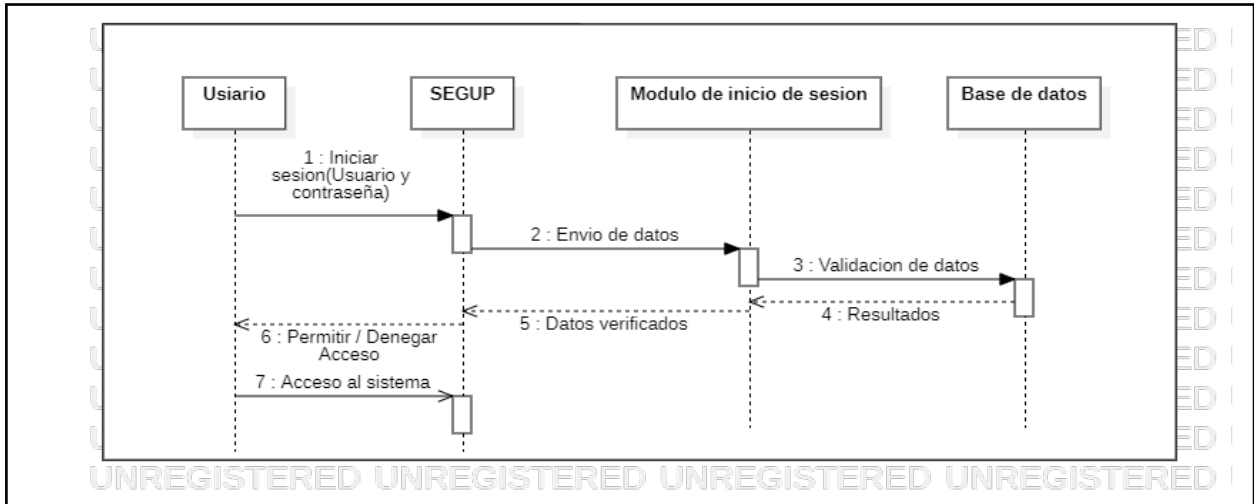 Usiario
SEGUP
Modulo de inicio de sesion
Base de datos
1 : Iniciar
sesion(Usuario y
contraseña)
2 : Envio de datos
3 : Validacion de datos
4 : Resultados
5 : Datos verificados
6 : Permitir / Denegar
Acceso
7 : Acceso al sistema
UNREGISTERED UNREGISTERED UNREGISTERED UNREGISTERED